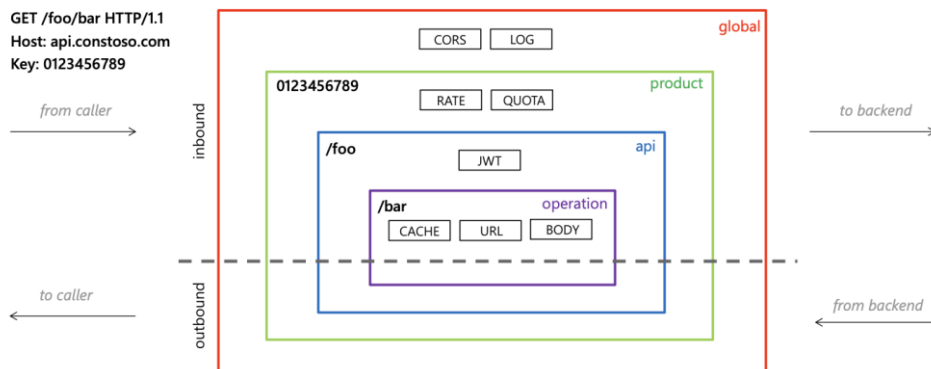 GET /foo/bar HTTP/1.1
Host: api.constoso.com
Key: 0123456789
global
CORS LOG
0123456789 product
RATE QUOTA
from caller
to backend
inbound
/foo api
JWT
/bar operation
CACHE URL BODY
to caller
from backend
outbound